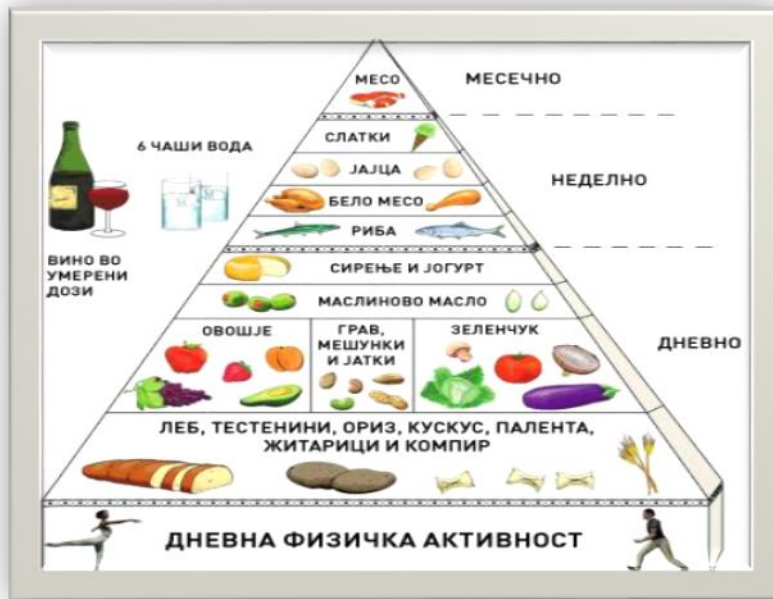 МЕСО
МЕСЕЧНО
СЛАТКИ
6 ЧАШИ ВОДА
ЈАЈЦА
НЕДЕЛНО
БЕЛО МЕСО
РИБА
ВИНО ВО
УМЕРЕНИ
ДОЗИ
СИРЕЊЕ И ЈОГУРТ
МАСЛИНОВО МАСЛО
ОВОШЈЕ
ГРАВ,
МЕШУНКИ
И ЈАТКИ
ЗЕЛЕНЧУК
ДНЕВНО
ЛЕБ, ТЕСТЕНИНИ, ОРИЗ, КУСКУС, ПАЛЕНТА,
ЖИТАРИЦИ И КОМПИР
ДНЕВНА ФИЗИЧКА АКТИВНОСТ